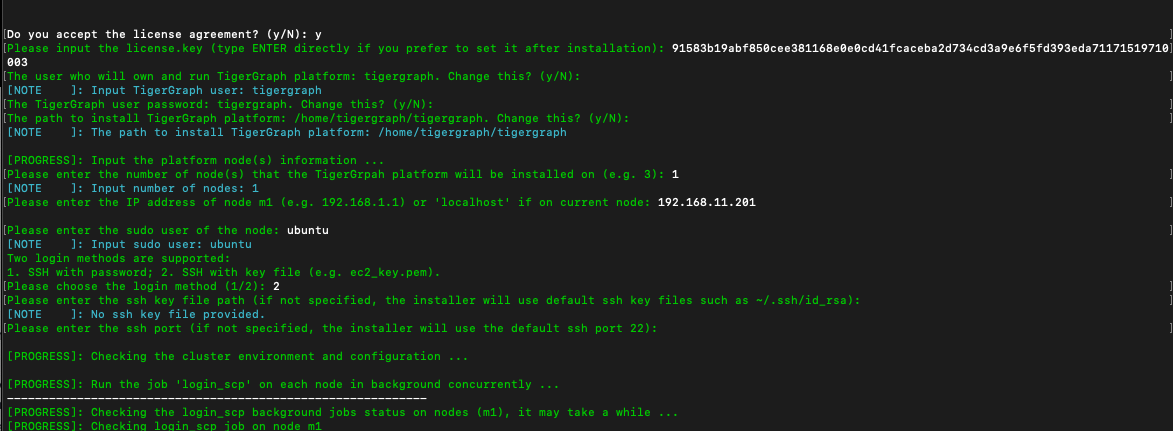 [Do you accept the license agreement? (y/N): y ]
[Please input the license.key (type ENTER directly if you prefer to set it after installation): 91583b19abf850cee381168e0e0cd41fcaceba2d734cd3a9e6f5fd393eda71171519710]
003
[The user who will own and run TigerGraph platform: tigergraph. Change this? (y/N): ]
[NOTE    ]: Input TigerGraph user: tigergraph
[The TigerGraph user password: tigergraph. Change this? (y/N): ]
[The path to install TigerGraph platform: /home/tigergraph/tigergraph. Change this? (y/N): ]
[NOTE    ]: The path to install TigerGraph platform: /home/tigergraph/tigergraph
[PROGRESS]: Input the platform node(s) information ...
[Please enter the number of node(s) that the TigerGrpah platform will be installed on (e.g. 3): 1 ]
[NOTE    ]: Input number of nodes: 1
[Please enter the IP address of node m1 (e.g. 192.168.1.1) or 'localhost' if on current node: 192.168.11.201 ]
[Please enter the sudo user of the node: ubuntu ]
[NOTE    ]: Input sudo user: ubuntu
Two login methods are supported:
1. SSH with password; 2. SSH with key file (e.g. ec2_key.pem).
[Please choose the login method (1/2): 2 ]
[Please enter the ssh key file path (if not specified, the installer will use default ssh key files such as ~/.ssh/id_rsa): ]
[NOTE    ]: No ssh key file provided.
[Please enter the ssh port (if not specified, the installer will use the default ssh port 22): ]
[PROGRESS]: Checking the cluster environment and configuration ...
[PROGRESS]: Run the job 'login_scp' on each node in background concurrently ...
------------------------------------------------------------
[PROGRESS]: Checking the login_scp background jobs status on nodes (m1), it may take a while ...
[PROGRESS]: Checking login_scp job on node m1